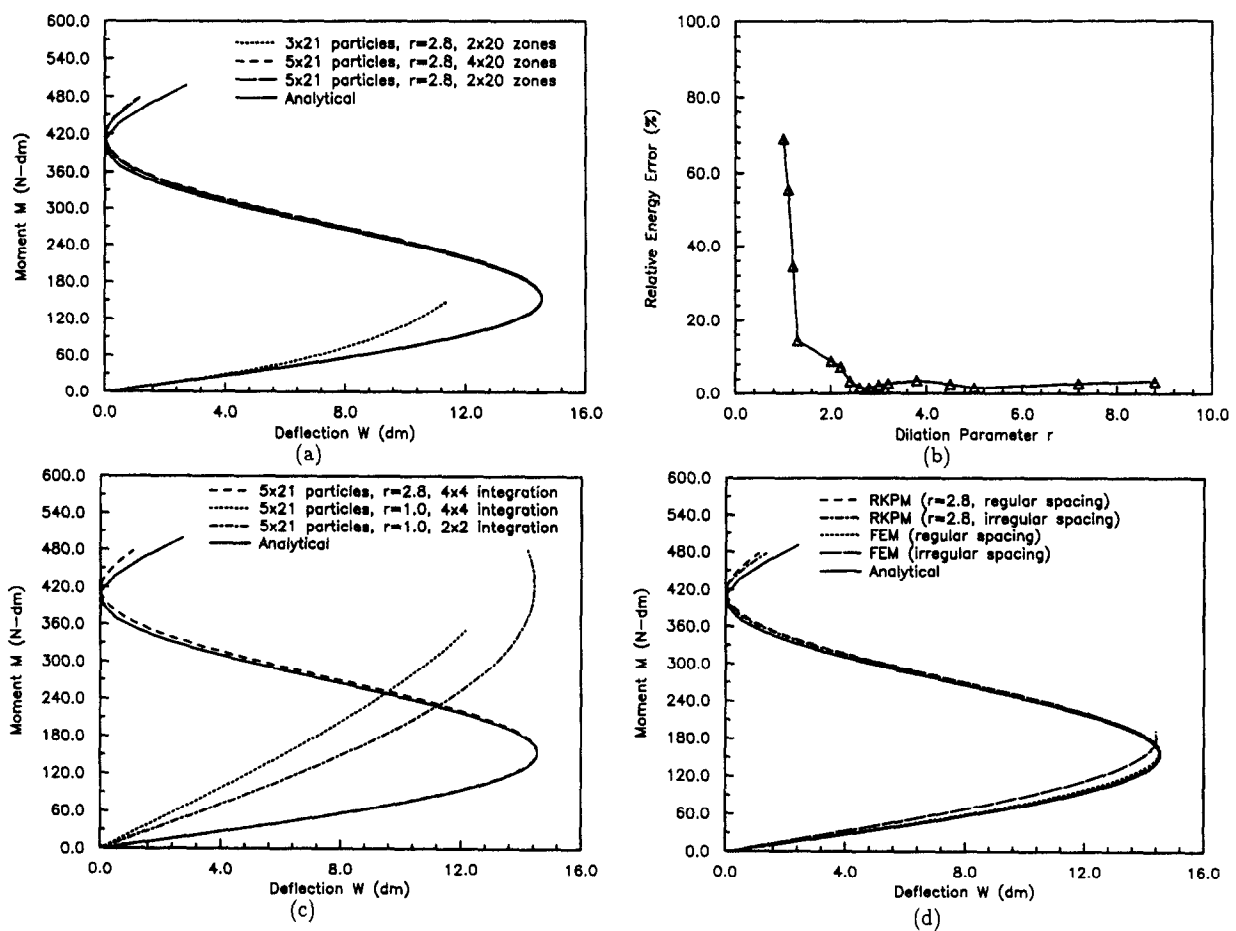 600.0
540.0
480.0
420.0
360.0
300.0
240.0
180.0
120.0
60.0
0.0
Moment M (N-dm)
3x21 particles, r=2.8, 2x20 zones
5x21 particles, r=2.8, 4x20 zones
5x21 particles, r=2.8, 2x20 zones
Analytical
0.0 4.0 8.0 12.0 16.0
Deflection W (dm)
(a)
100.0
80.0
60.0
40.0
20.0
0.0
Relative Energy Error (%)
0.0 2.0 4.0 6.0 8.0 10.0
Dilation Parameter r
(b)
600.0
540.0
480.0
420.0
360.0
300.0
240.0
180.0
120.0
60.0
0.0
Moment M (N-dm)
5x21 particles, r=2.8, 4x4 integration
5x21 particles, r=1.0, 4x4 integration
5x21 particles, r=1.0, 2x2 integration
Analytical
0.0 4.0 8.0 12.0 16.0
Deflection W (dm)
(c)
600.0
540.0
480.0
420.0
360.0
300.0
240.0
180.0
120.0
60.0
0.0
Moment M (N-dm)
RKPM (r=2.8, regular spacing)
RKPM (r=2.8, irregular spacing)
FEM (regular spacing)
FEM (irregular spacing)
Analytical
0.0 4.0 8.0 12.0 16.0
Deflection W (dm)
(d)